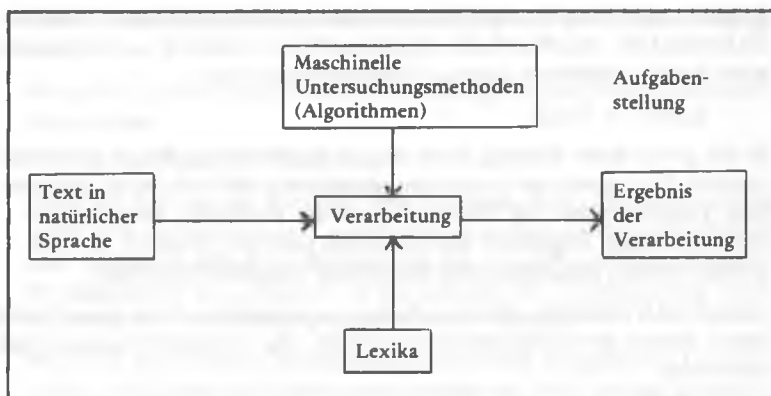 Maschinelle
Untersuchungsmethoden
(Algorithmen)
Aufgaben-
stellung
Text in
natürlicher
Sprache
Verarbeitung
Ergebnis
der
Verarbeitung
Lexika